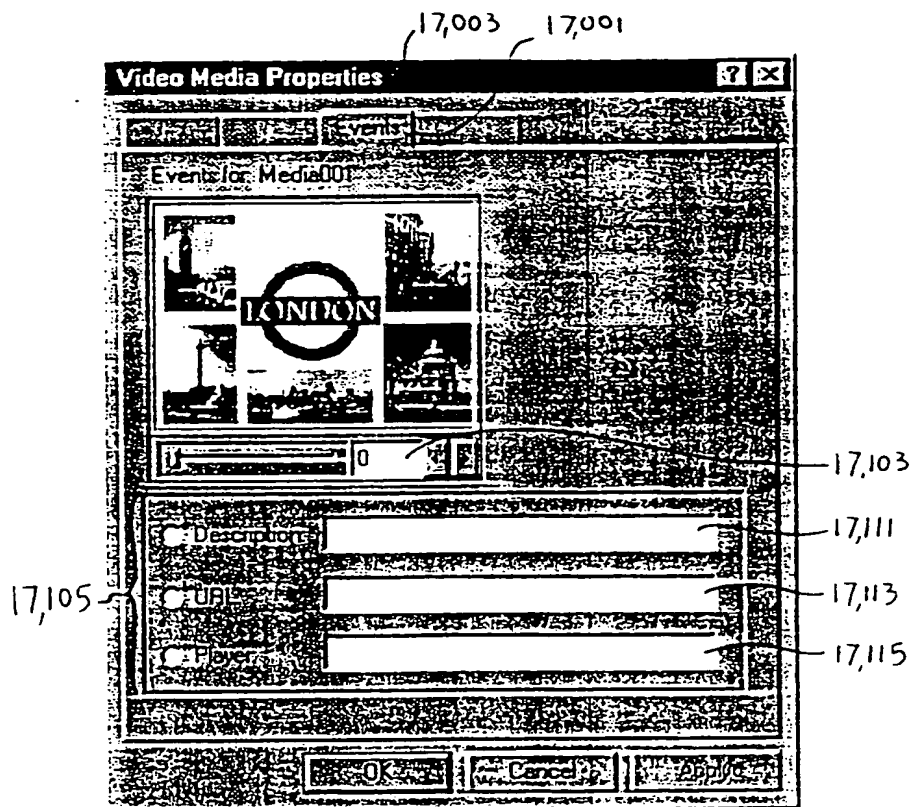 17,003 17,001
Video Media Properties
Events
Events for Media001
LONDON
0
17,103
Description
17,111
17,105
URL
17,113
Player
17,115
OK
Cancel
Apply